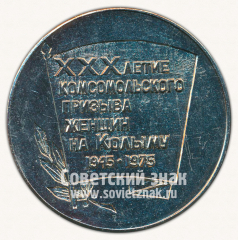 XXX ЛЕТИЕ
КОМСОМОЛЬСКОГО
ПРИЗЫВА
ЖЕНЩИН
НА КОЛЫМУ
1945-1975
Советский знак
www.sovietznak.ru